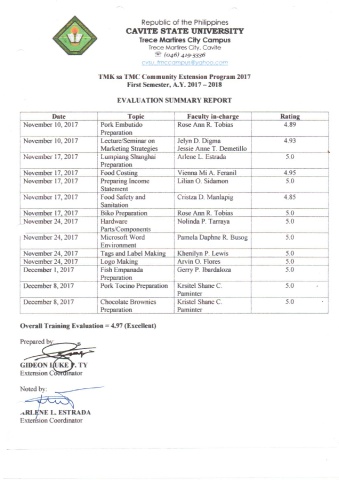 Republic of the Philippines
CAVITE STATE UNIVERSITY
Trece Martires City Campus
Trece Martires City, Cavite
☏ (046) 419-3336
TMK sa TMC Community Extension Program 2017
First Semester, A.Y. 2017 – 2018
EVALUATION SUMMARY REPORT
Date Topic Faculty in-charge Rating
November 10, 2017 Pork Embutido Rose Ann R. Tobias 4.89
Preparation
November 10, 2017 Lecture/Seminar on Jelyn D. Digma 4.93
Marketing Strategies Jessie Anne T. Demetillo
November 17, 2017 Lumpiang Shanghai Arlene L. Estrada 5.0
Preparation
November 17, 2017 Food Costing Vienna Mi A. Feranil 4.95
November 17, 2017 Preparing Income Lilian O. Sidamon 5.0
Statement
November 17, 2017 Food Safety and Cristza D. Manlapig 4.85
Sanitation
November 17, 2017 Biko Preparation Rose Ann R. Tobias 5.0
November 24, 2017 Hardware Nolinda P. Tarraya 5.0
Parts/Components
November 24, 2017 Microsoft Word Pamela Daphne R. Busog 5.0
Environment
November 24, 2017 Tags and Label Making Khenilyn P. Lewis 5.0
November 24, 2017 Logo Making Arvin O. Flores 5.0
December 1, 2017 Fish Empanada Gerry P. Ibardaloza 5.0
Preparation
December 8, 2017 Pork Tocino Preparation Kristel Shane C. 5.0
Paminter
December 8, 2017 Chocolate Brownies Kristel Shane C. 5.0
Preparation Paminter
Overall Training Evaluation = 4.97 (Excellent)
Prepared by:
GIDEON LUKE P. TY
Extension Coordinator
Noted by:
ARLENE L. ESTRADA
Extension Coordinator